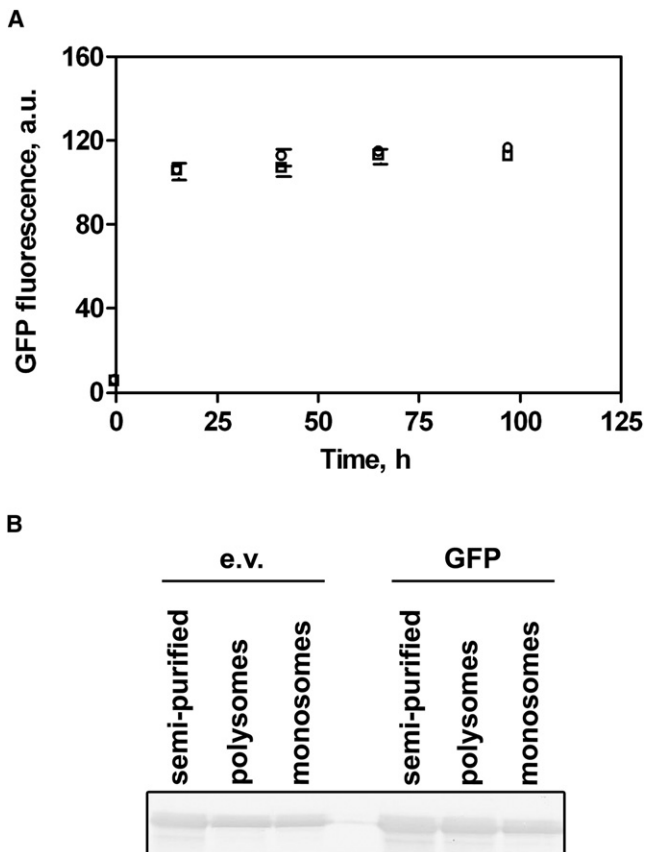 A
160
120
80
40
0
GFP fluorescence, a.u.
0 25 50 75 100 125
Time, h
B
e.v. GFP
semi-purified polysomes monosomes semi-purified polysomes monosomes